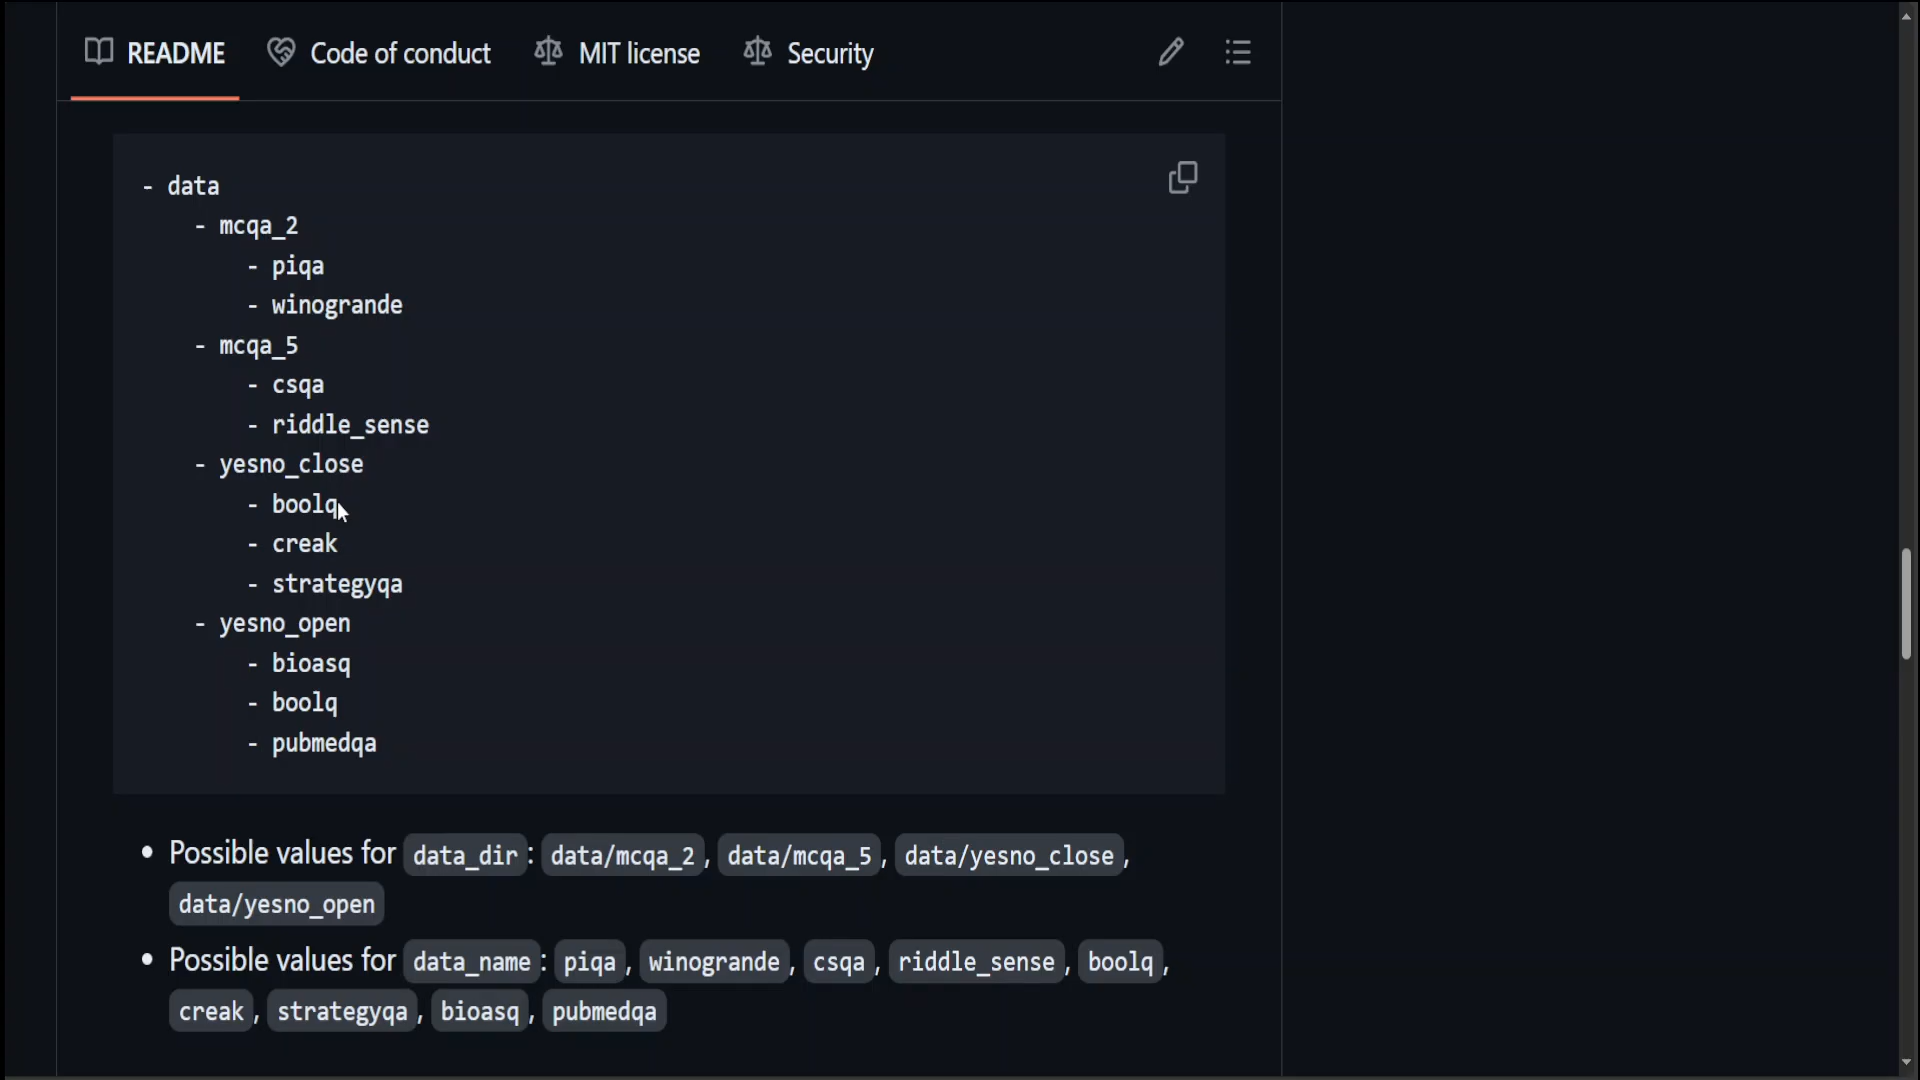 README Code of conduct MIT license Security
- data
- mcqa_2
- piqa
- winogrande
- mcqa_5
- csqa
- riddle_sense
- yesno_close
- boolq
- creak
- strategyqa
- yesno_open
- bioasq
- boolq
- pubmedqa
• Possible values for data_dir : data/mcqa_2 , data/mcqa_5 , data/yesno_close ,
data/yesno_open
• Possible values for data_name : piqa , winogrande , csqa , riddle_sense , boolq ,
creak , strategyqa , bioasq , pubmedqa